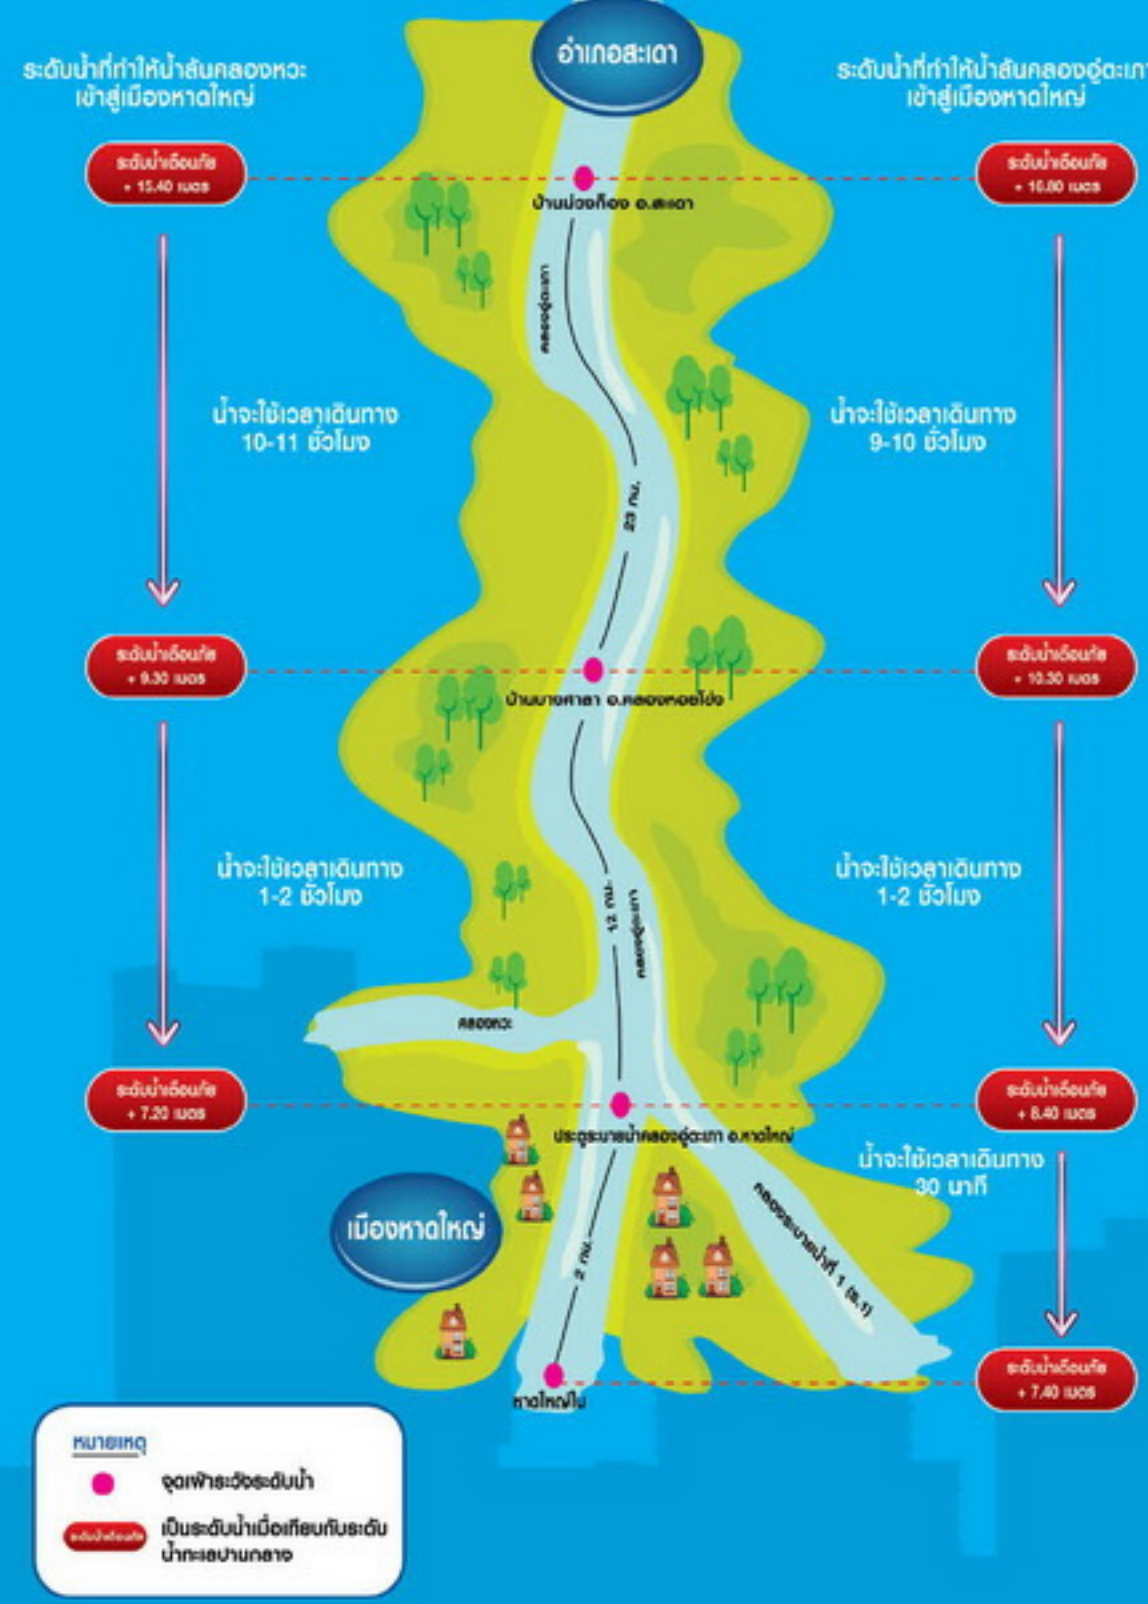 อำเภอสะเดา
ระดับน้ำที่ทำให้น้ำล้นคลองหวะ
เข้าสู่เมืองหาดใหญ่
ระดับน้ำที่ทำให้น้ำล้นคลองอู่ตะเภา
เข้าสู่เมืองหาดใหญ่
ระดับน้ำเตือนภัย
+ 15.40 เมตร
ระดับน้ำเตือนภัย
+ 16.80 เมตร
บ้านม่วงก็อง อ.สะเดา
คลองอู่ตะเภา
น้ำจะใช้เวลาเดินทาง
10-11 ชั่วโมง
น้ำจะใช้เวลาเดินทาง
9-10 ชั่วโมง
23 กม.
ระดับน้ำเตือนภัย
+ 9.30 เมตร
ระดับน้ำเตือนภัย
+ 10.30 เมตร
บ้านบางศาลา อ.คลองหอยโข่ง
น้ำจะใช้เวลาเดินทาง
1-2 ชั่วโมง
น้ำจะใช้เวลาเดินทาง
1-2 ชั่วโมง
12 กม.
คลองอู่ตะเภา
คลองหวะ
ระดับน้ำเตือนภัย
+ 7.20 เมตร
ระดับน้ำเตือนภัย
+ 8.40 เมตร
ประตูระบายน้ำคลองอู่ตะเภา อ.หาดใหญ่
น้ำจะใช้เวลาเดินทาง
30 นาที
เมืองหาดใหญ่
คลองระบายน้ำที่ 1 (ร.1)
2 กม.
ระดับน้ำเตือนภัย
+ 7.40 เมตร
หาดใหญ่ใน
หมายเหตุ
จุดเฝ้าระวังระดับน้ำ
ระดับน้ำเตือนภัย
เป็นระดับน้ำเมื่อเทียบกับระดับ
น้ำทะเลปานกลาง